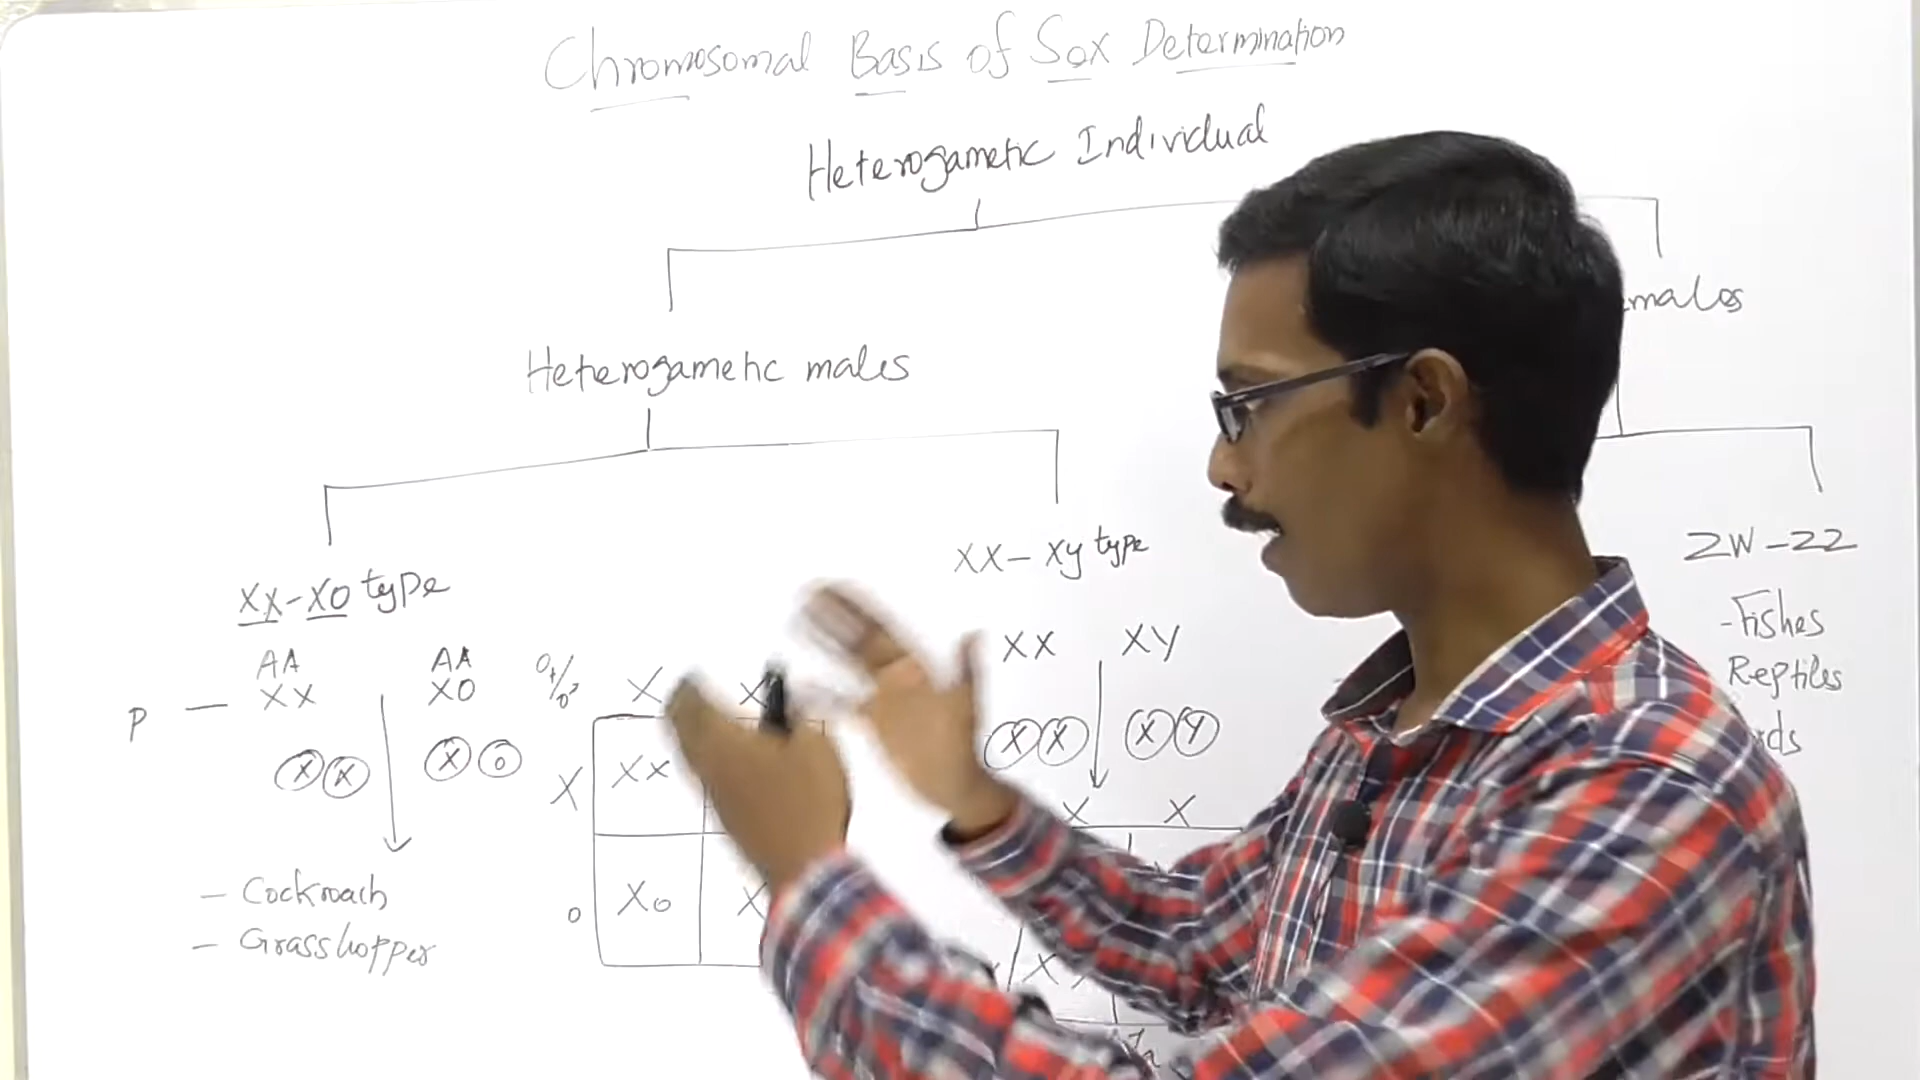 Chromosomal Basis of Sex Determination
Heterogametic Individual
Heterogametic males
XX-XO type
AA AA
P — XX XO
X X X O
- Cockroach
- Grasshopper
♀/♂ X X
X XX
O XO X
XX-XY type
XX XY
X X X Y
X X
X
males
ZW-ZZ
- Fishes
Reptiles